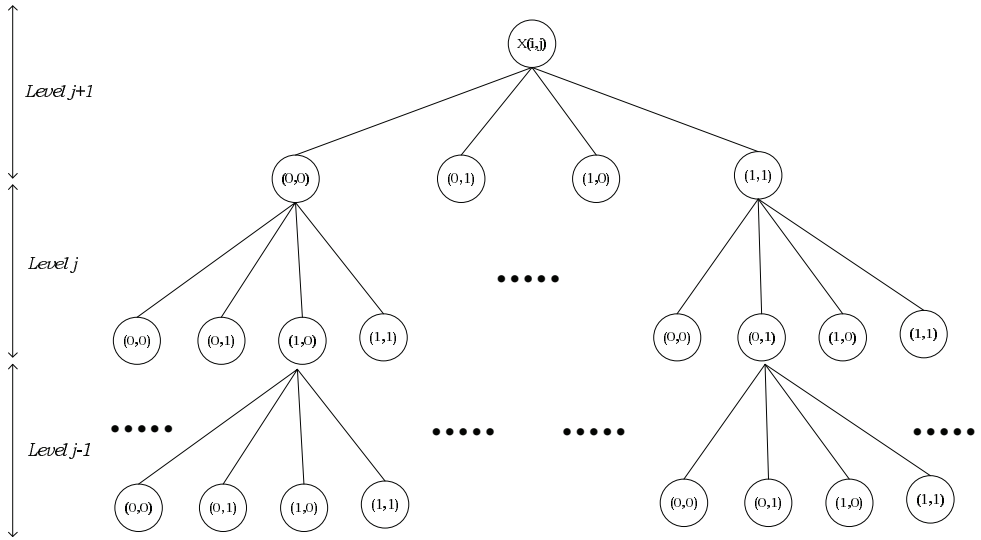 X(i,j)
Level j+1
(0,0) (0,1) (1,0) (1,1)
Level j
(0,0) (0,1) (1,0) (1,1) (0,0) (0,1) (1,0) (1,1)
Level j-1
(0,0) (0,1) (1,0) (1,1) (0,0) (0,1) (1,0) (1,1)